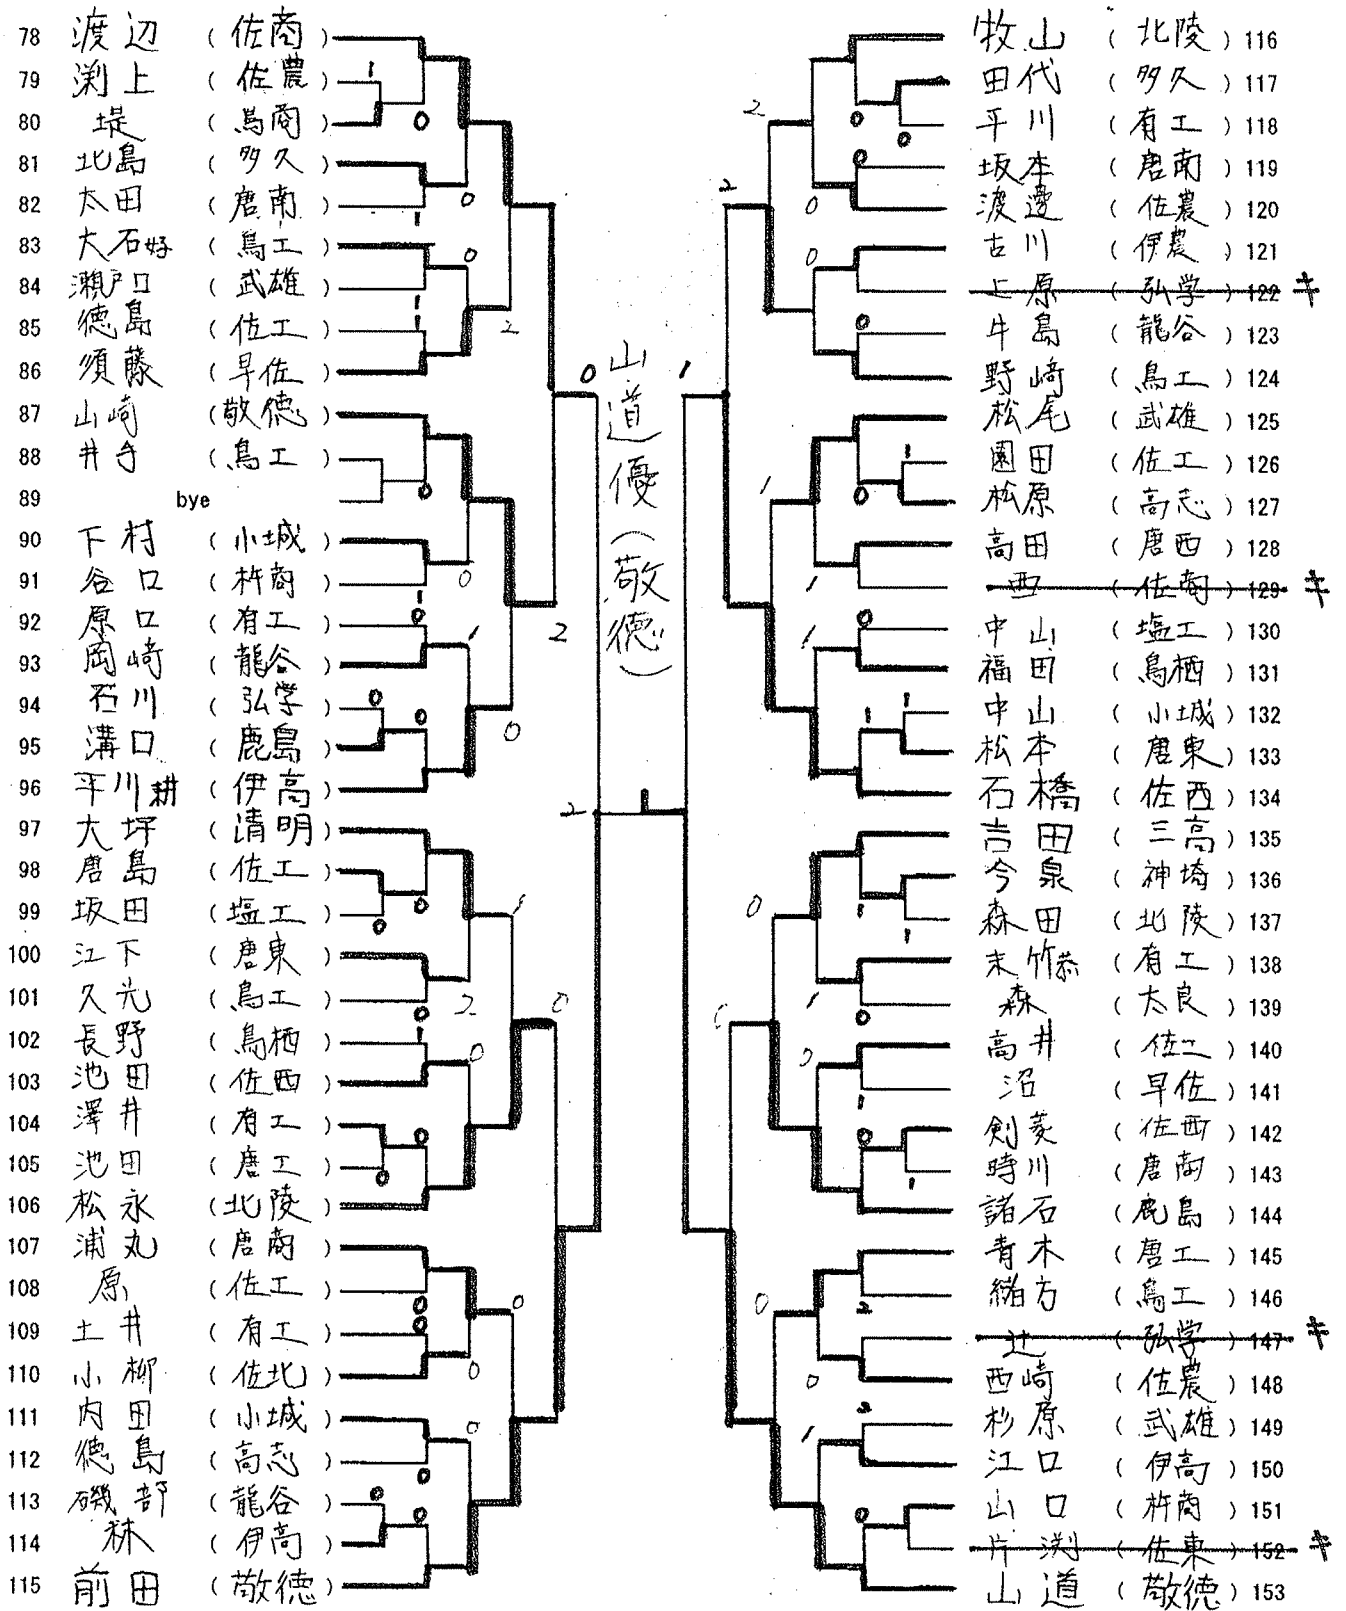 78 渡辺 (佐商)
79 渕上 (佐農)
80 堤 (鳥商)
81 北島 (多久)
82 太田 (唐南)
83 大石好 (鳥工)
84 瀬戸口 (武雄)
85 徳島 (佐工)
86 須藤 (早佐)
87 山崎 (敬徳)
88 井手 (鳥工)
89 bye
90 下村 (小城)
91 谷口 (杵商)
92 原口 (有工)
93 岡崎 (龍谷)
94 石川 (弘学)
95 溝口 (鹿島)
96 平川耕 (伊高)
97 大坪 (清明)
98 唐島 (佐工)
99 坂田 (塩工)
100 江下 (唐東)
101 久光 (鳥工)
102 長野 (鳥栖)
103 池田 (佐西)
104 澤井 (有工)
105 池田 (唐工)
106 松永 (北陵)
107 浦丸 (唐商)
108 原 (佐工)
109 土井 (有工)
110 小柳 (佐北)
111 内田 (小城)
112 徳島 (高志)
113 磯部 (龍谷)
114 秝 (伊高)
115 前田 (敬徳)
山道優(敬徳)
牧山 (北陵) 116
田代 (多久) 117
平川 (有工) 118
坂本 (唐南) 119
渡邊 (佐農) 120
古川 (伊農) 121
上原 (弘学) 122 キ
牛島 (龍谷) 123
野崎 (鳥工) 124
松尾 (武雄) 125
園田 (佐工) 126
松原 (高志) 127
高田 (唐西) 128
西 (佐商) 129 キ
中山 (塩工) 130
福田 (鳥栖) 131
中山 (小城) 132
松本 (唐東) 133
石橋 (佐西) 134
吉田 (三高) 135
今泉 (神埼) 136
森田 (北陵) 137
末竹恭 (有工) 138
森 (太良) 139
高井 (佐工) 140
沼 (早佐) 141
剣菱 (佐西) 142
時川 (唐商) 143
諸石 (鹿島) 144
青木 (唐工) 145
緒方 (鳥工) 146
辻 (弘学) 147 キ
西崎 (佐農) 148
杉原 (武雄) 149
江口 (伊高) 150
山口 (杵商) 151
片渕 (佐東) 152 キ
山道 (敬徳) 153